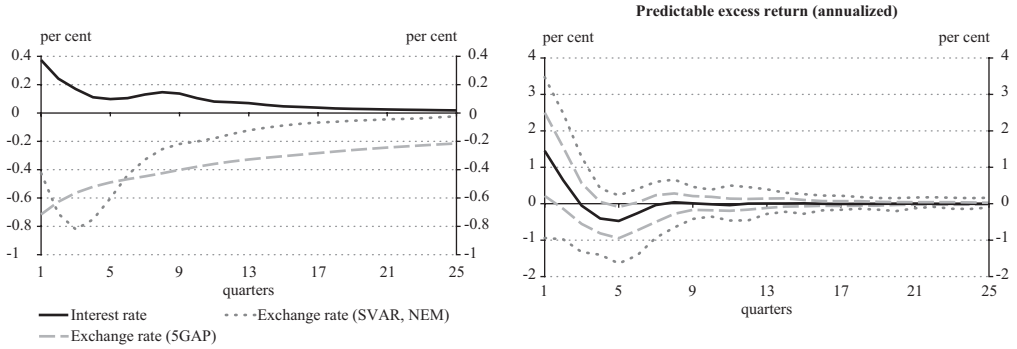 per cent per cent
0.4 0.4
0.2 0.2
0 0
-0.2 -0.2
-0.4 -0.4
-0.6 -0.6
-0.8 -0.8
-1 -1
1 5 9 13 17 21 25
quarters
Interest rate Exchange rate (SVAR, NEM)
Exchange rate (5GAP)
Predictable excess return (annualized)
per cent per cent
4 4
3 3
2 2
1 1
0 0
-1 -1
-2 -2
1 5 9 13 17 21 25
quarters